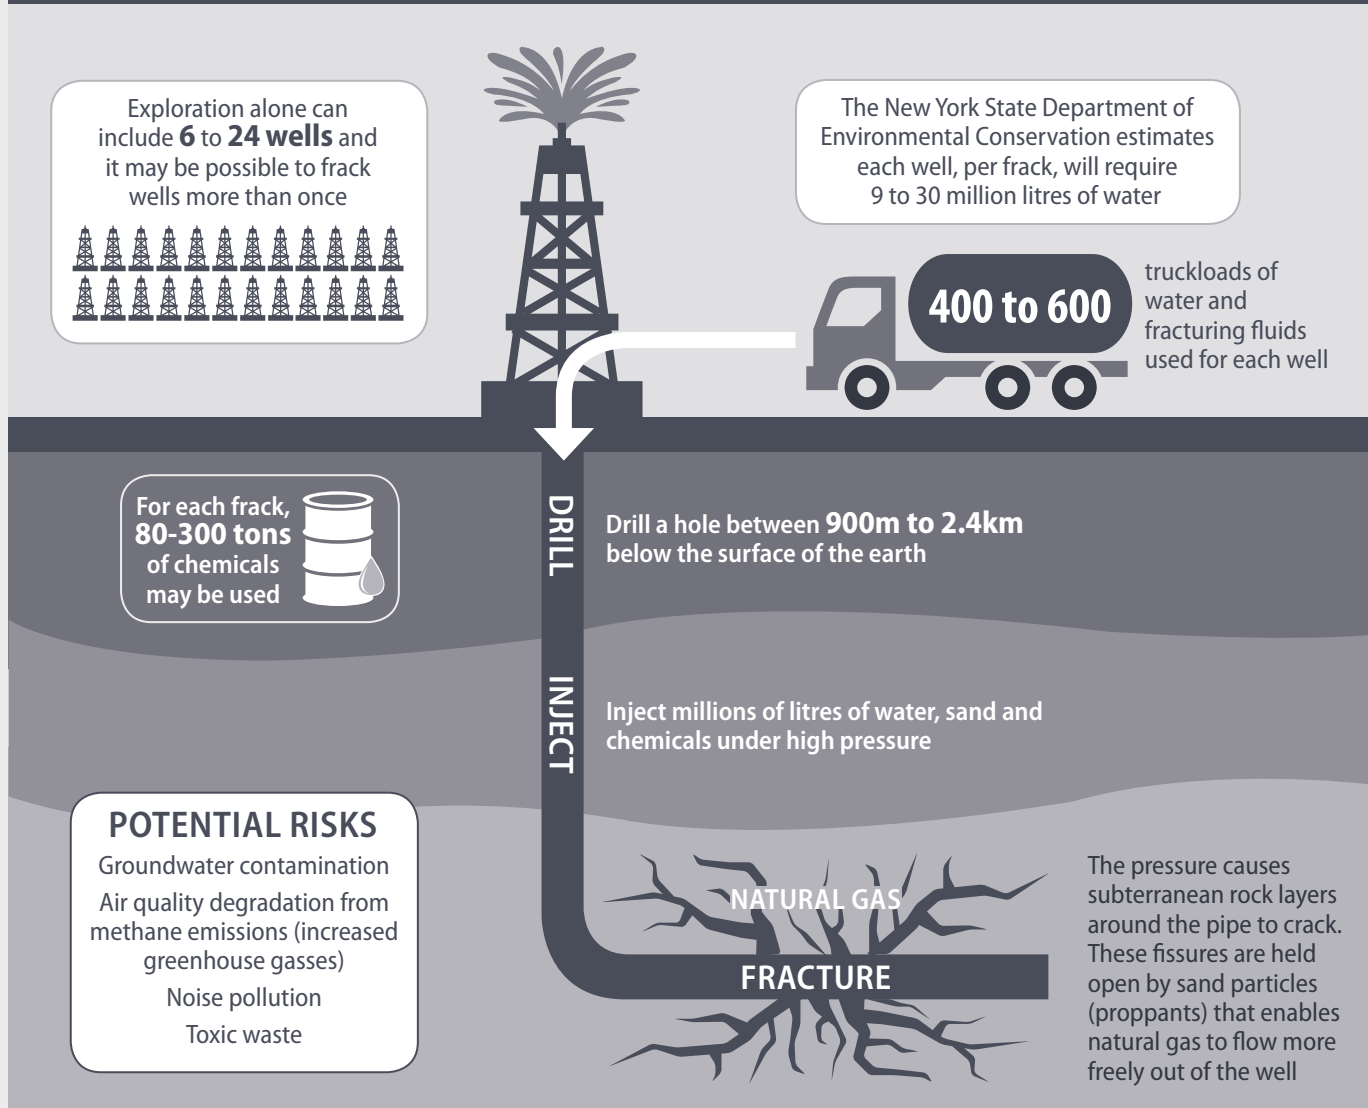 Exploration alone can
include 6 to 24 wells and
it may be possible to frack
wells more than once
The New York State Department of
Environmental Conservation estimates
each well, per frack, will require
9 to 30 million litres of water
400 to 600
truckloads of
water and
fracturing fluids
used for each well
For each frack,
80-300 tons
of chemicals
may be used
DRILL
Drill a hole between 900m to 2.4km
below the surface of the earth
INJECT
Inject millions of litres of water, sand and
chemicals under high pressure
POTENTIAL RISKS
Groundwater contamination
Air quality degradation from
methane emissions (increased
greenhouse gasses)
Noise pollution
Toxic waste
NATURAL GAS
FRACTURE
The pressure causes
subterranean rock layers
around the pipe to crack.
These fissures are held
open by sand particles
(proppants) that enables
natural gas to flow more
freely out of the well